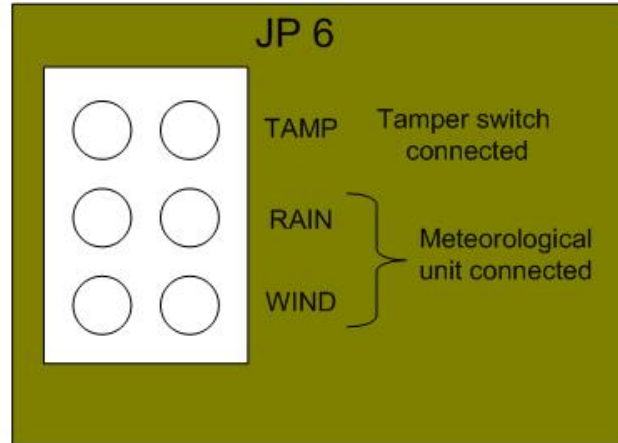 JP 6
TAMP
Tamper switch
connected
RAIN
Meteorological
unit connected
WIND